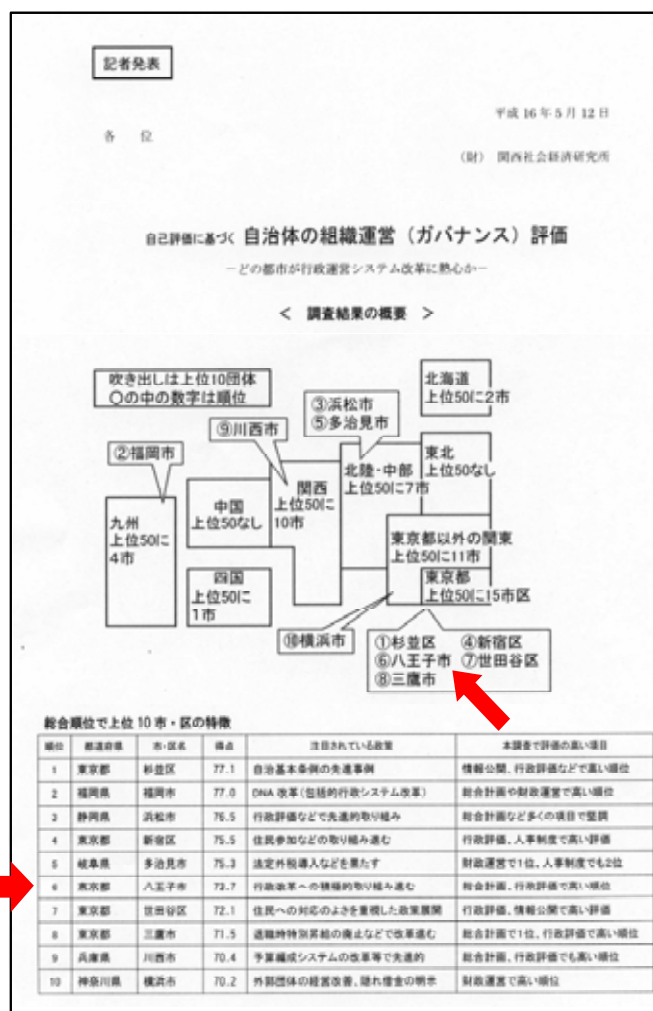 記者発表
平成16年5月12日
各 位
(財) 関西社会経済研究所
自己評価に基づく 自治体の組織運営(ガバナンス)評価
−どの都市が行政運営システム改革に熱心か−
< 調査結果の概要 >
吹き出しは上位10団体
○の中の数字は順位
北海道
上位50に2市
③浜松市
⑤多治見市
⑨川西市
②福岡市
東北
上位50なし
北陸・中部
上位50に7市
関西
上位50に
10市
中国
上位50なし
九州
上位50に
4市
東京都以外の関東
上位50に11市
四国
上位50に
1市
東京都
上位50に15市区
⑩横浜市
①杉並区 ④新宿区
⑥八王子市 ⑦世田谷区
⑧三鷹市
総合順位で上位10市・区の特徴
順位 都道府県 市・区名 得点 注目されている政策 本調査で評価の高い項目
1 東京都 杉並区 77.1 自治基本条例の先進事例 情報公開、行政評価などで高い順位
2 福岡県 福岡市 77.0 DNA改革(包括的行政システム改革) 総合計画や財政運営で高い順位
3 静岡県 浜松市 76.5 行政評価などで先進的取り組み 総合計画など多くの項目で堅調
4 東京都 新宿区 75.5 住民参加などの取り組み進む 行政評価、人事制度で高い評価
5 岐阜県 多治見市 75.3 法定外税導入などを果たす 財政運営で1位、人事制度でも2位
6 東京都 八王子市 73.7 行政改革への積極的取り組み進む 総合計画、行政評価で高い順位
7 東京都 世田谷区 72.1 住民への対応のよさを重視した政策展開 行政評価、情報公開で高い評価
8 東京都 三鷹市 71.5 退職時特別昇給の廃止などで改革進む 総合計画で1位、行政評価で高い順位
9 兵庫県 川西市 70.4 予算編成システムの改革等で先進的 総合計画、行政評価でも高い順位
10 神奈川県 横浜市 70.2 外郭団体の経営改善、隠れ借金の明示 財政運営で高い順位